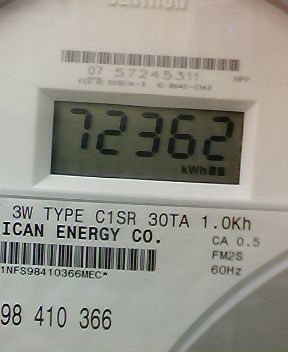 07 57245311
72362
kWh
3W TYPE C1SR 30TA 1.0Kh
ICAN ENERGY CO.
CA 0.5
FM2S
60Hz
1NFS98410366MEC*
98 410 366